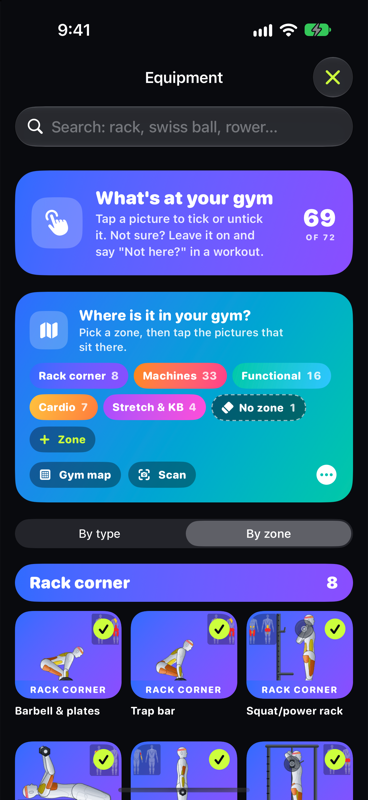 9:41
Equipment
Search: rack, swiss ball, rower...
What's at your gym
Tap a picture to tick or untick
it. Not sure? Leave it on and
say "Not here?" in a workout.
69
OF 72
Where is it in your gym?
Pick a zone, then tap the pictures that
sit there.
Rack corner 8
Machines 33
Functional 16
Cardio 7
Stretch & KB 4
No zone 1
+ Zone
Gym map
Scan
By type
By zone
Rack corner
8
RACK CORNER
RACK CORNER
RACK CORNER
Barbell & plates
Trap bar
Squat/power rack